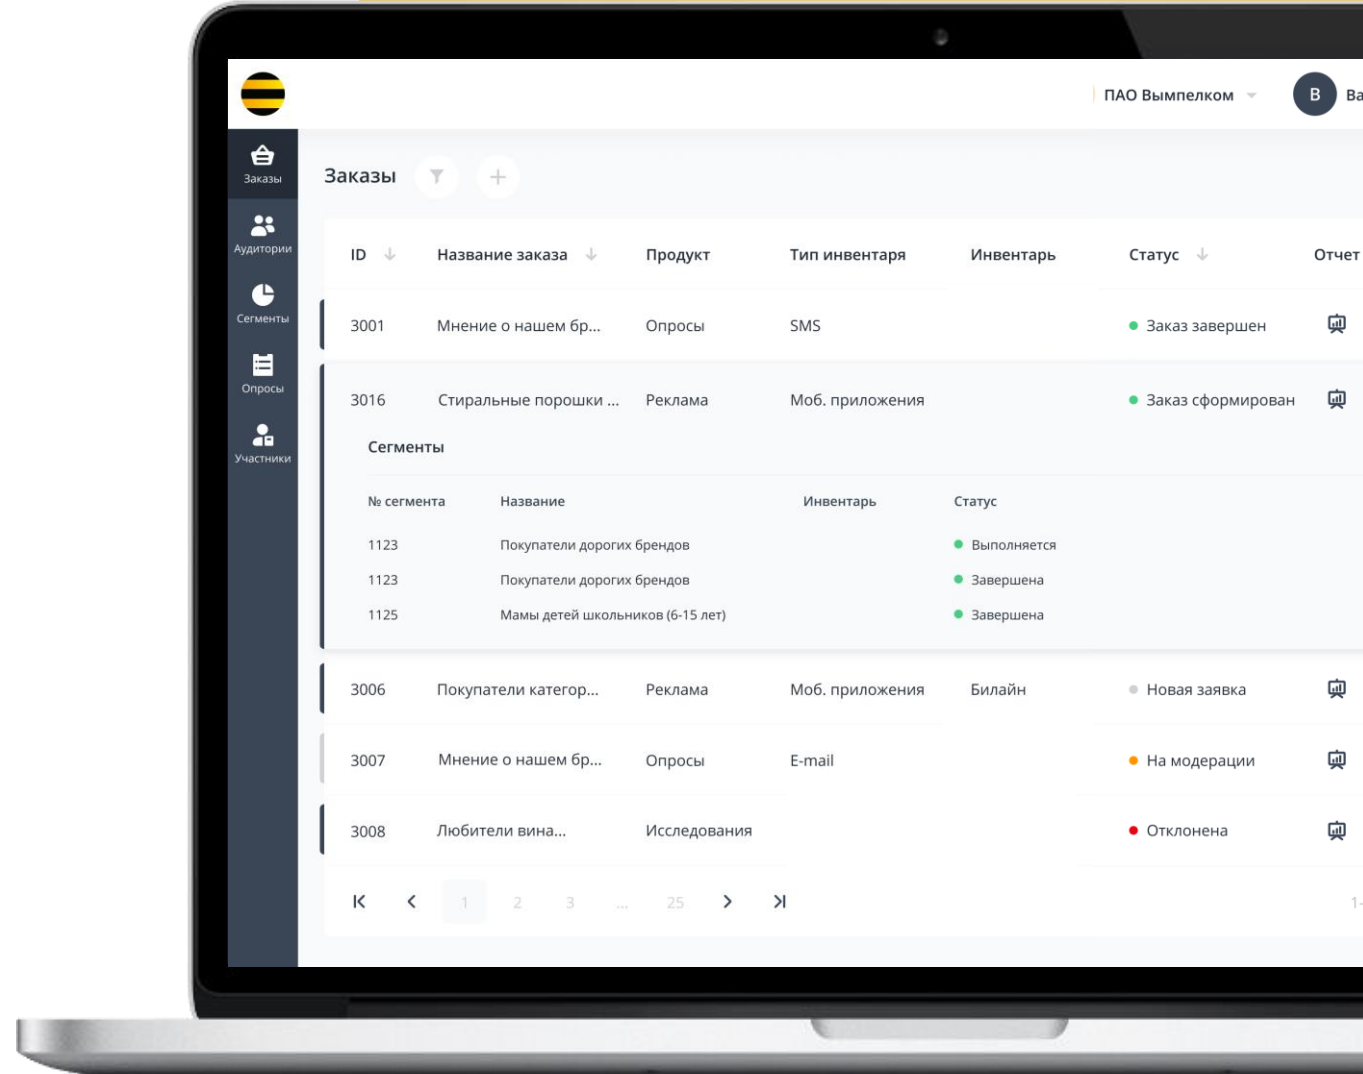 ПАО Вымпелком
В Ва
Заказы
Аудитории
Сегменты
Опросы
Участники
Заказы
ID Название заказа Продукт Тип инвентаря Инвентарь Статус Отчет
3001 Мнение о нашем бр... Опросы SMS Заказ завершен
3016 Стиральные порошки ... Реклама Моб. приложения Заказ сформирован
Сегменты
№ сегмента Название Инвентарь Статус
1123 Покупатели дорогих брендов Выполняется
1123 Покупатели дорогих брендов Завершена
1125 Мамы детей школьников (6-15 лет) Завершена
3006 Покупатели категор... Реклама Моб. приложения Билайн Новая заявка
3007 Мнение о нашем бр... Опросы E-mail На модерации
3008 Любители вина... Исследования Отклонена
1 2 3 ... 25 1-